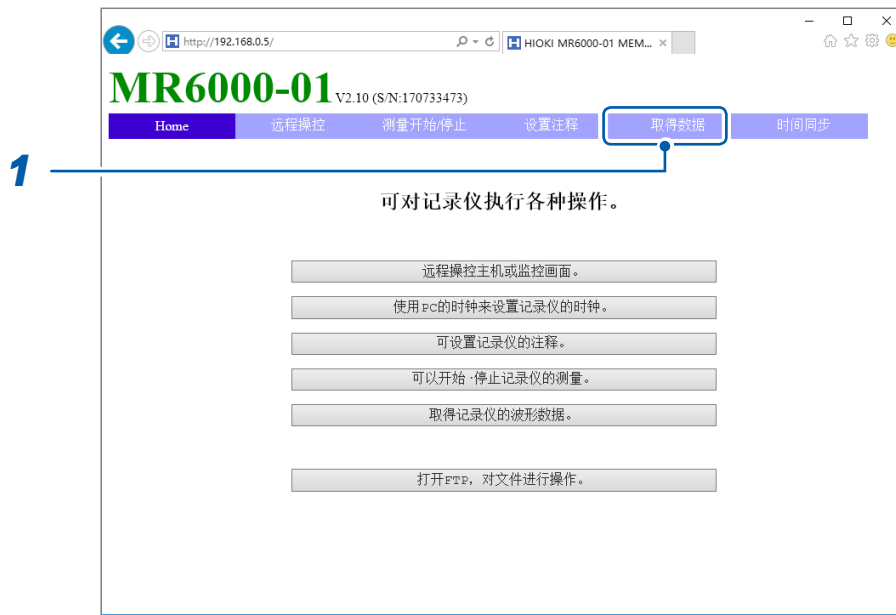 http://192.168.0.5/
HIOKI MR6000-01 MEM...
MR6000-01 V2.10 (S/N:170733473)
Home 远程操控 测量开始/停止 设置注释 取得数据 时间同步
1
可对记录仪执行各种操作。
远程操控主机或监控画面。
使用PC的时钟来设置记录仪的时钟。
可设置记录仪的注释。
可以开始·停止记录仪的测量。
取得记录仪的波形数据。
打开FTP，对文件进行操作。